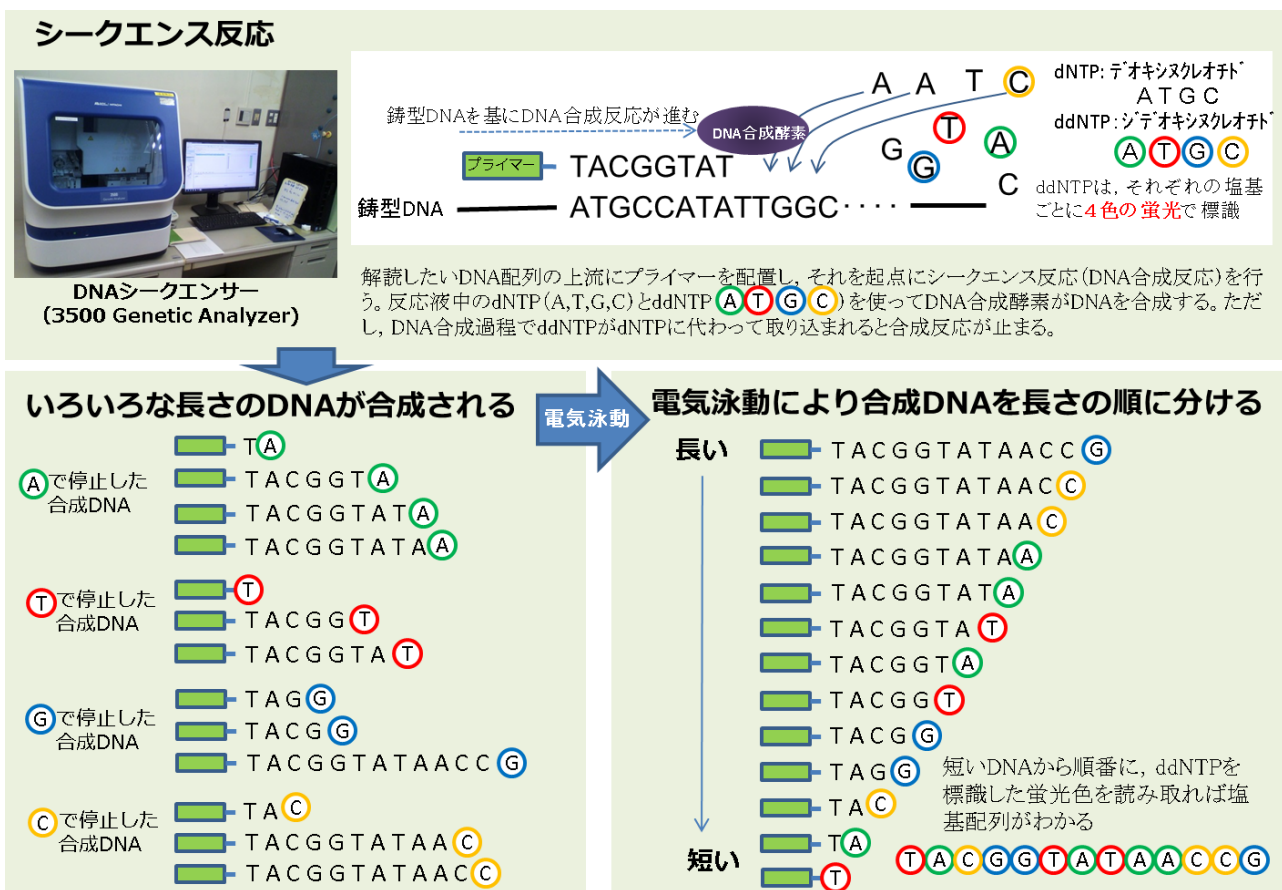 シークエンス反応
DNAシークエンサー
(3500 Genetic Analyzer)
鋳型DNAを基にDNA合成反応が進む
DNA合成酵素
A A T C
G G T A C
プライマー
TACGGTAT
鋳型DNA
ATGCCATATTGGC‥‥
dNTP:デオキシヌクレオチド
ATGC
ddNTP:ジデオキシヌクレオチド
A T G C
ddNTPは，それぞれの塩基
ごとに4色の蛍光で標識
解読したいDNA配列の上流にプライマーを配置し，それを起点にシークエンス反応（DNA合成反応）を行
う。反応液中のdNTP（A,T,G,C）とddNTP（A T G C）を使ってDNA合成酵素がDNAを合成する。ただ
し，DNA合成過程でddNTPがdNTPに代わって取り込まれると合成反応が止まる。
いろいろな長さのDNAが合成される
Aで停止した
合成DNA
TA
TACGGTA
TACGGTATA
TACGGTATAA
Tで停止した
合成DNA
T
TACGGT
TACGGTAT
Gで停止した
合成DNA
TAGG
TACGG
TACGGTATAACCG
Cで停止した
合成DNA
TAC
TACGGTATAAC
TACGGTATAACC
電気泳動
電気泳動により合成DNAを長さの順に分ける
長い
TACGGTATAACCG
TACGGTATAACC
TACGGTATAAC
TACGGTATAA
TACGGTATA
TACGGTAT
TACGGTA
TACGGT
TACGG
TAGG
TAC
TA
T
短い
短いDNAから順番に，ddNTPを
標識した蛍光色を読み取れば塩
基配列がわかる
TACGGTATAACCG